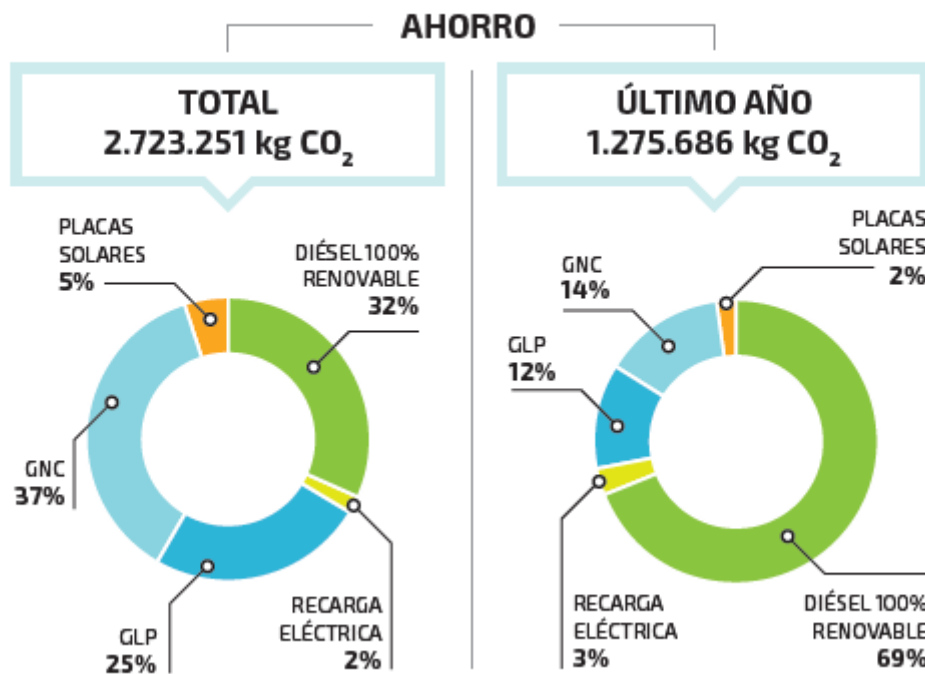 AHORRO
TOTAL
2.723.251 kg CO₂
PLACAS
SOLARES
5%
DIÉSEL 100%
RENOVABLE
32%
GNC
37%
GLP
25%
RECARGA
ELÉCTRICA
2%
ÚLTIMO AÑO
1.275.686 kg CO₂
PLACAS
SOLARES
2%
GNC
14%
GLP
12%
RECARGA
ELÉCTRICA
3%
DIÉSEL 100%
RENOVABLE
69%